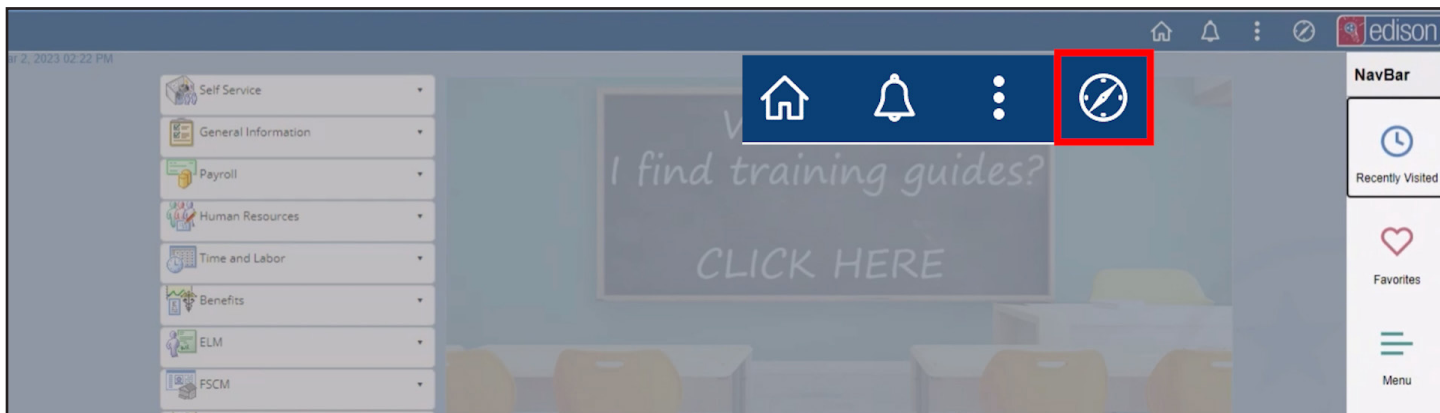 edison
ar 2, 2023 02:22 PM
NavBar
Self Service
General Information
I find training guides?
Payroll
Recently Visited
Human Resources
Time and Labor
CLICK HERE
Favorites
Benefits
ELM
FSCM
Menu